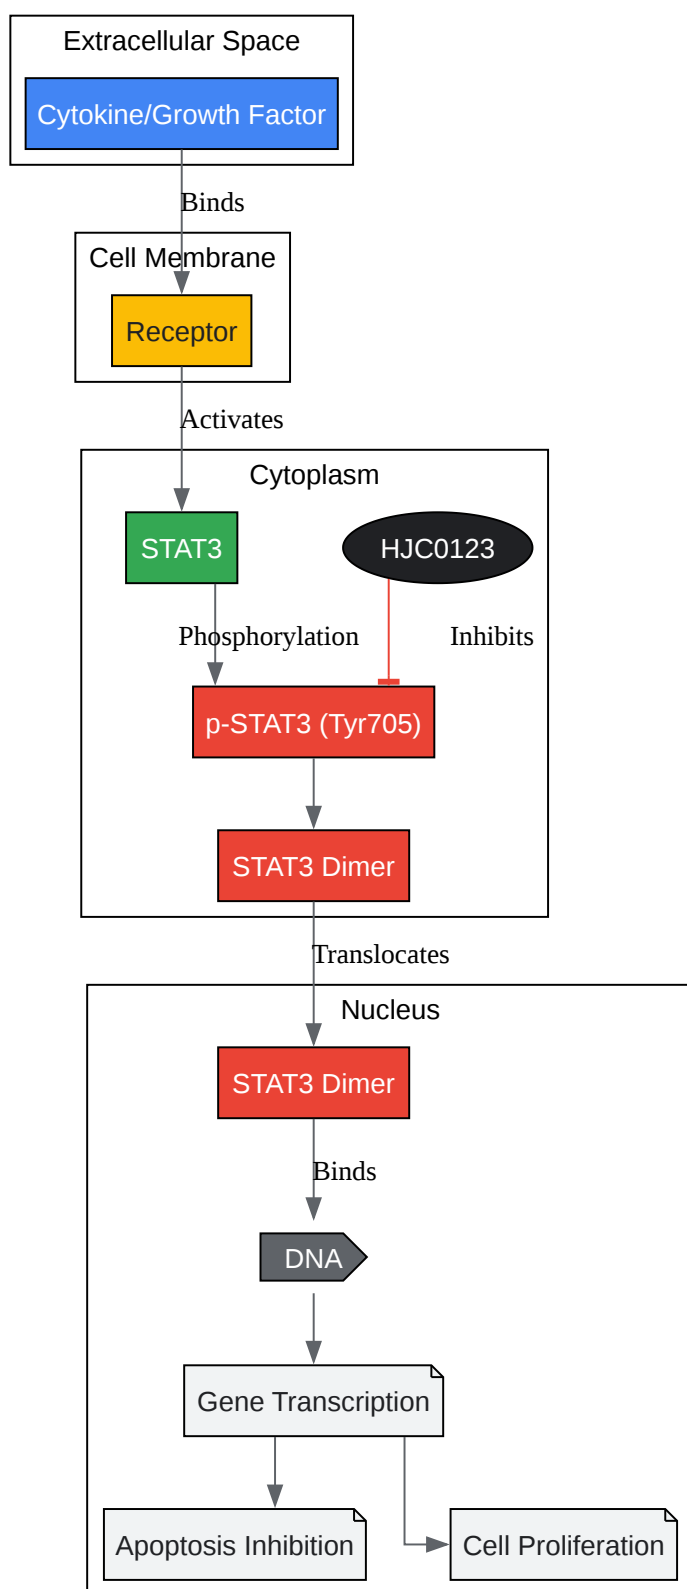 Extracellular Space
Cytokine/Growth Factor
Binds
Cell Membrane
Receptor
Activates
Cytoplasm
STAT3
HJC0123
Phosphorylation
Inhibits
p-STAT3 (Tyr705)
STAT3 Dimer
Translocates
Nucleus
STAT3 Dimer
Binds
DNA
Gene Transcription
Apoptosis Inhibition
Cell Proliferation